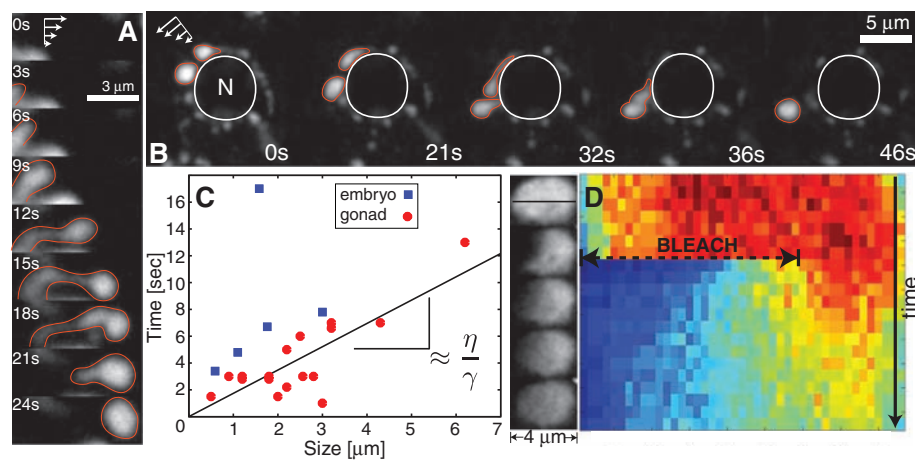 A
0s
3s
3 μm
6s
9s
12s
15s
18s
21s
24s
B
N
5 μm
0s 21s 32s 36s 46s
C
embryo
gonad
Time [sec]
16
14
12
10
8
6
4
2
0
1 2 3 4 5 6 7
Size [μm]
≈ η/γ
4 μm
D
BLEACH
time